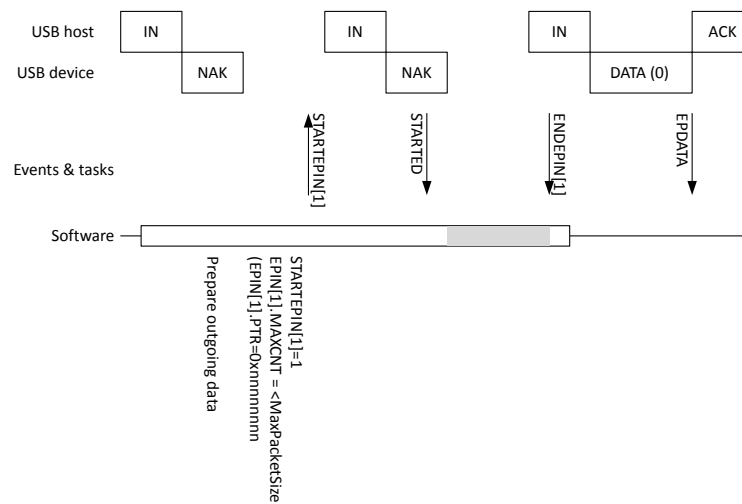 USB host
IN
IN
IN
ACK
USB device
NAK
NAK
DATA (0)
Events & tasks
STARTEPIN[1]
STARTED
ENDEPIN[1]
EPDATA
Software
Prepare outgoing data
(EPIN[1].PTR=0xnnnnnnnn
EPIN[1].MAXCNT = <MaxPacketSize
STARTEPIN[1]=1